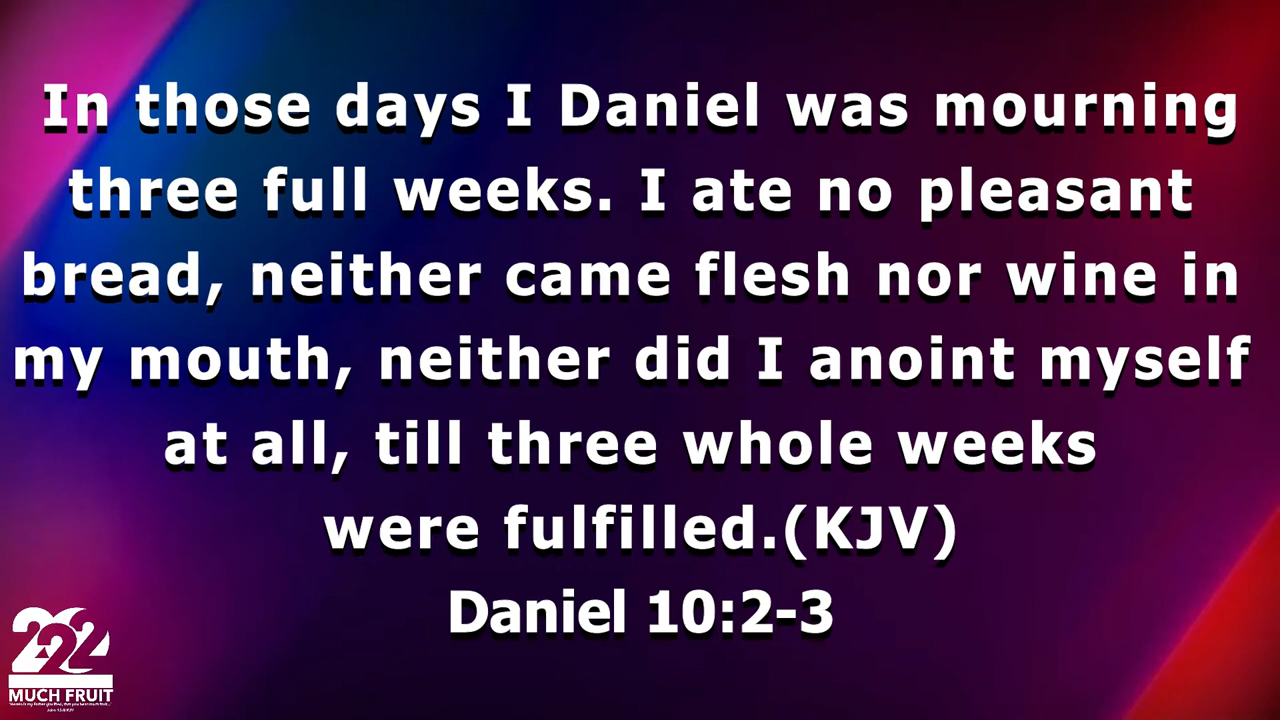 In those days I Daniel was mourning
three full weeks. I ate no pleasant
bread, neither came flesh nor wine in
my mouth, neither did I anoint myself
at all, till three whole weeks
were fulfilled.(KJV)
Daniel 10:2-3
2022
MUCH FRUIT